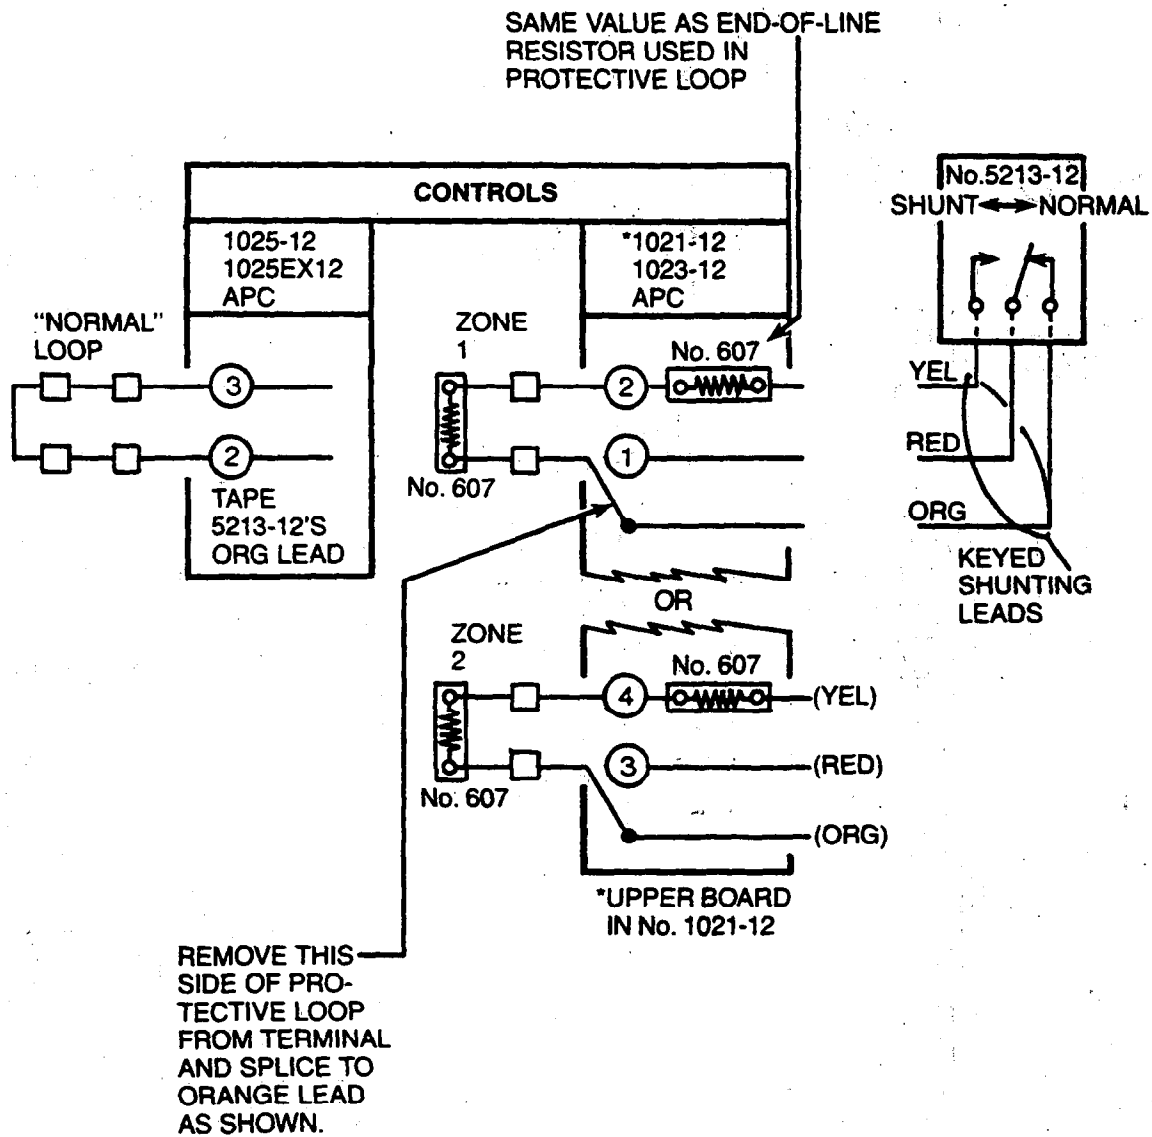 SAME VALUE AS END-OF-LINE
RESISTOR USED IN
PROTECTIVE LOOP
CONTROLS
1025-12
1025EX12
APC
*1021-12
1023-12
APC
No.5213-12
SHUNT NORMAL
"NORMAL"
LOOP
ZONE
1
No. 607
3
2
YEL
2
1
RED
No. 607
TAPE
5213-12'S
ORG LEAD
ORG
KEYED
SHUNTING
LEADS
OR
ZONE
2
No. 607
4
(YEL)
3
(RED)
No. 607
(ORG)
*UPPER BOARD
IN No. 1021-12
REMOVE THIS
SIDE OF PRO-
TECTIVE LOOP
FROM TERMINAL
AND SPLICE TO
ORANGE LEAD
AS SHOWN.